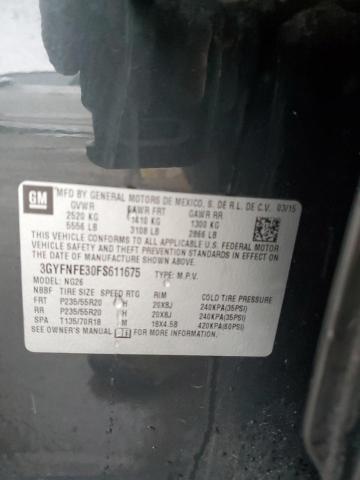 GM
MFD BY GENERAL MOTORS DE MEXICO, S. DE R.L. DE C.V. 03/15
GVWR GAWR FRT GAWR RR
2520 KG 1410 KG 1300 KG
5556 LB 3108 LB 2866 LB
THIS VEHICLE CONFORMS TO ALL APPLICABLE U.S. FEDERAL MOTOR
VEHICLE SAFETY, BUMPER, AND THEFT PREVENTION STANDARDS
IN EFFECT ON THE DATE OF MANUFACTURE SHOWN ABOVE.
3GYFNFE30FS611675 TYPE: M.P.V.
MODEL: NG26
NBBF TIRE SIZE SPEED RTG RIM COLD TIRE PRESSURE
FRT P235/55R20 H 20X8J 240KPA(35PSI)
RR P235/55R20 H 20X8J 240KPA(35PSI)
SPA T135/70R18 M 18X4.5B 420KPA(60PSI)
SEE OWNER'S MANUAL FOR MORE INFORMATION.